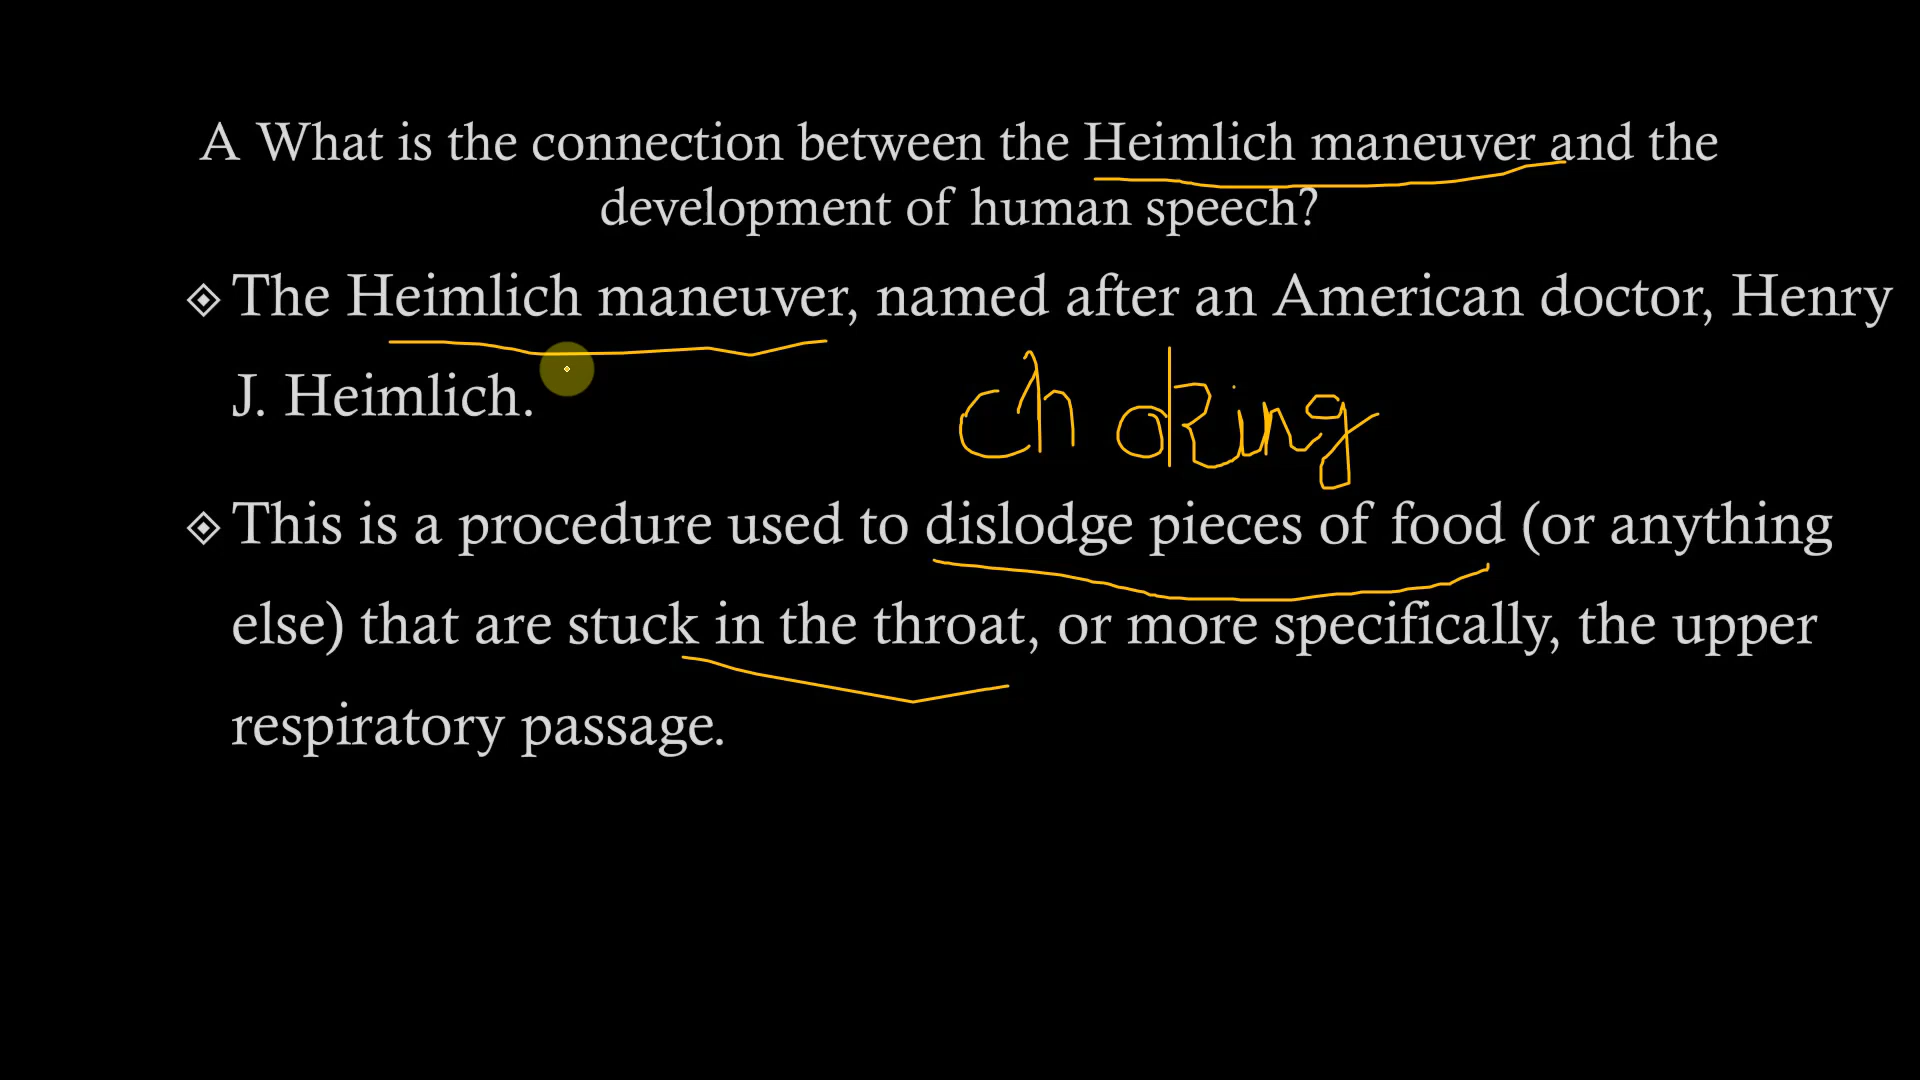 A What is the connection between the Heimlich maneuver and the
development of human speech?
The Heimlich maneuver, named after an American doctor, Henry
J. Heimlich.
choking
This is a procedure used to dislodge pieces of food (or anything
else) that are stuck in the throat, or more specifically, the upper
respiratory passage.